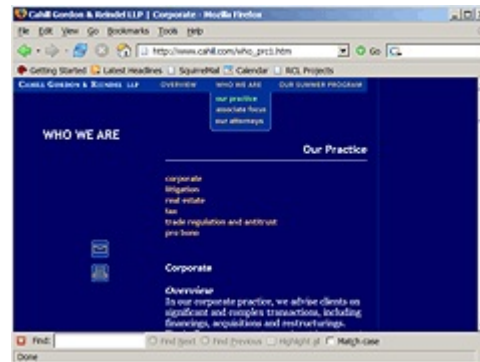 Cahill Gordon & Reindel LLP | Corporate - Mozilla Firefox
File Edit View Go Bookmarks Tools Help
http://www.cahill.com/who_prc1.htm Go
Getting Started Latest Headlines SquirrelMail Calendar RCL Projects
CAHILL GORDON & REINDEL LLP OVERVIEW WHO WE ARE OUR SUMMER PROGRAM
our practice
associate focus
our attorneys
WHO WE ARE
Our Practice
corporate
litigation
real estate
tax
trade regulation and antitrust
pro bono
Corporate
Overview
In our corporate practice, we advise clients on
significant and complex transactions, including
financings, acquisitions and restructurings.
Find: Find Next Find Previous Highlight all Match case
Done